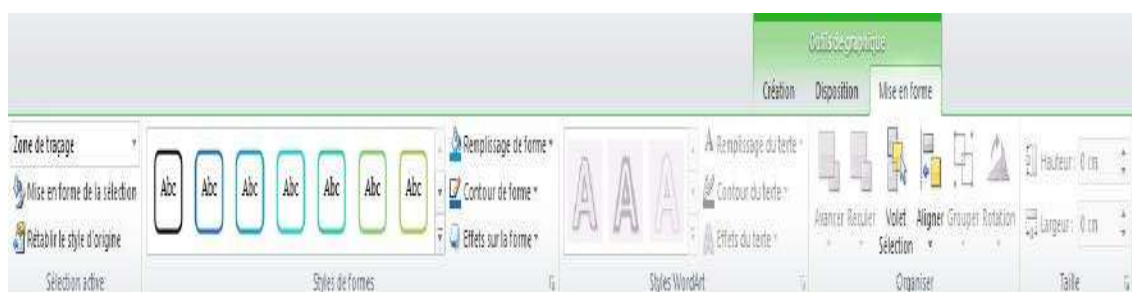 Outils de graphique
Création Disposition Mise en forme
Zone de traçage
Mise en forme de la sélection
Rétablir le style d'origine
Sélection active
Abc Abc Abc Abc Abc Abc Abc
Remplissage de forme
Contour de forme
Effets sur la forme
Styles de formes
A A A
Remplissage du texte
Contour du texte
Effets du texte
Styles WordArt
Avancer Reculer Volet Sélection Aligner Grouper Rotation
Organiser
Hauteur : 0 cm
Largeur : 0 cm
Taille